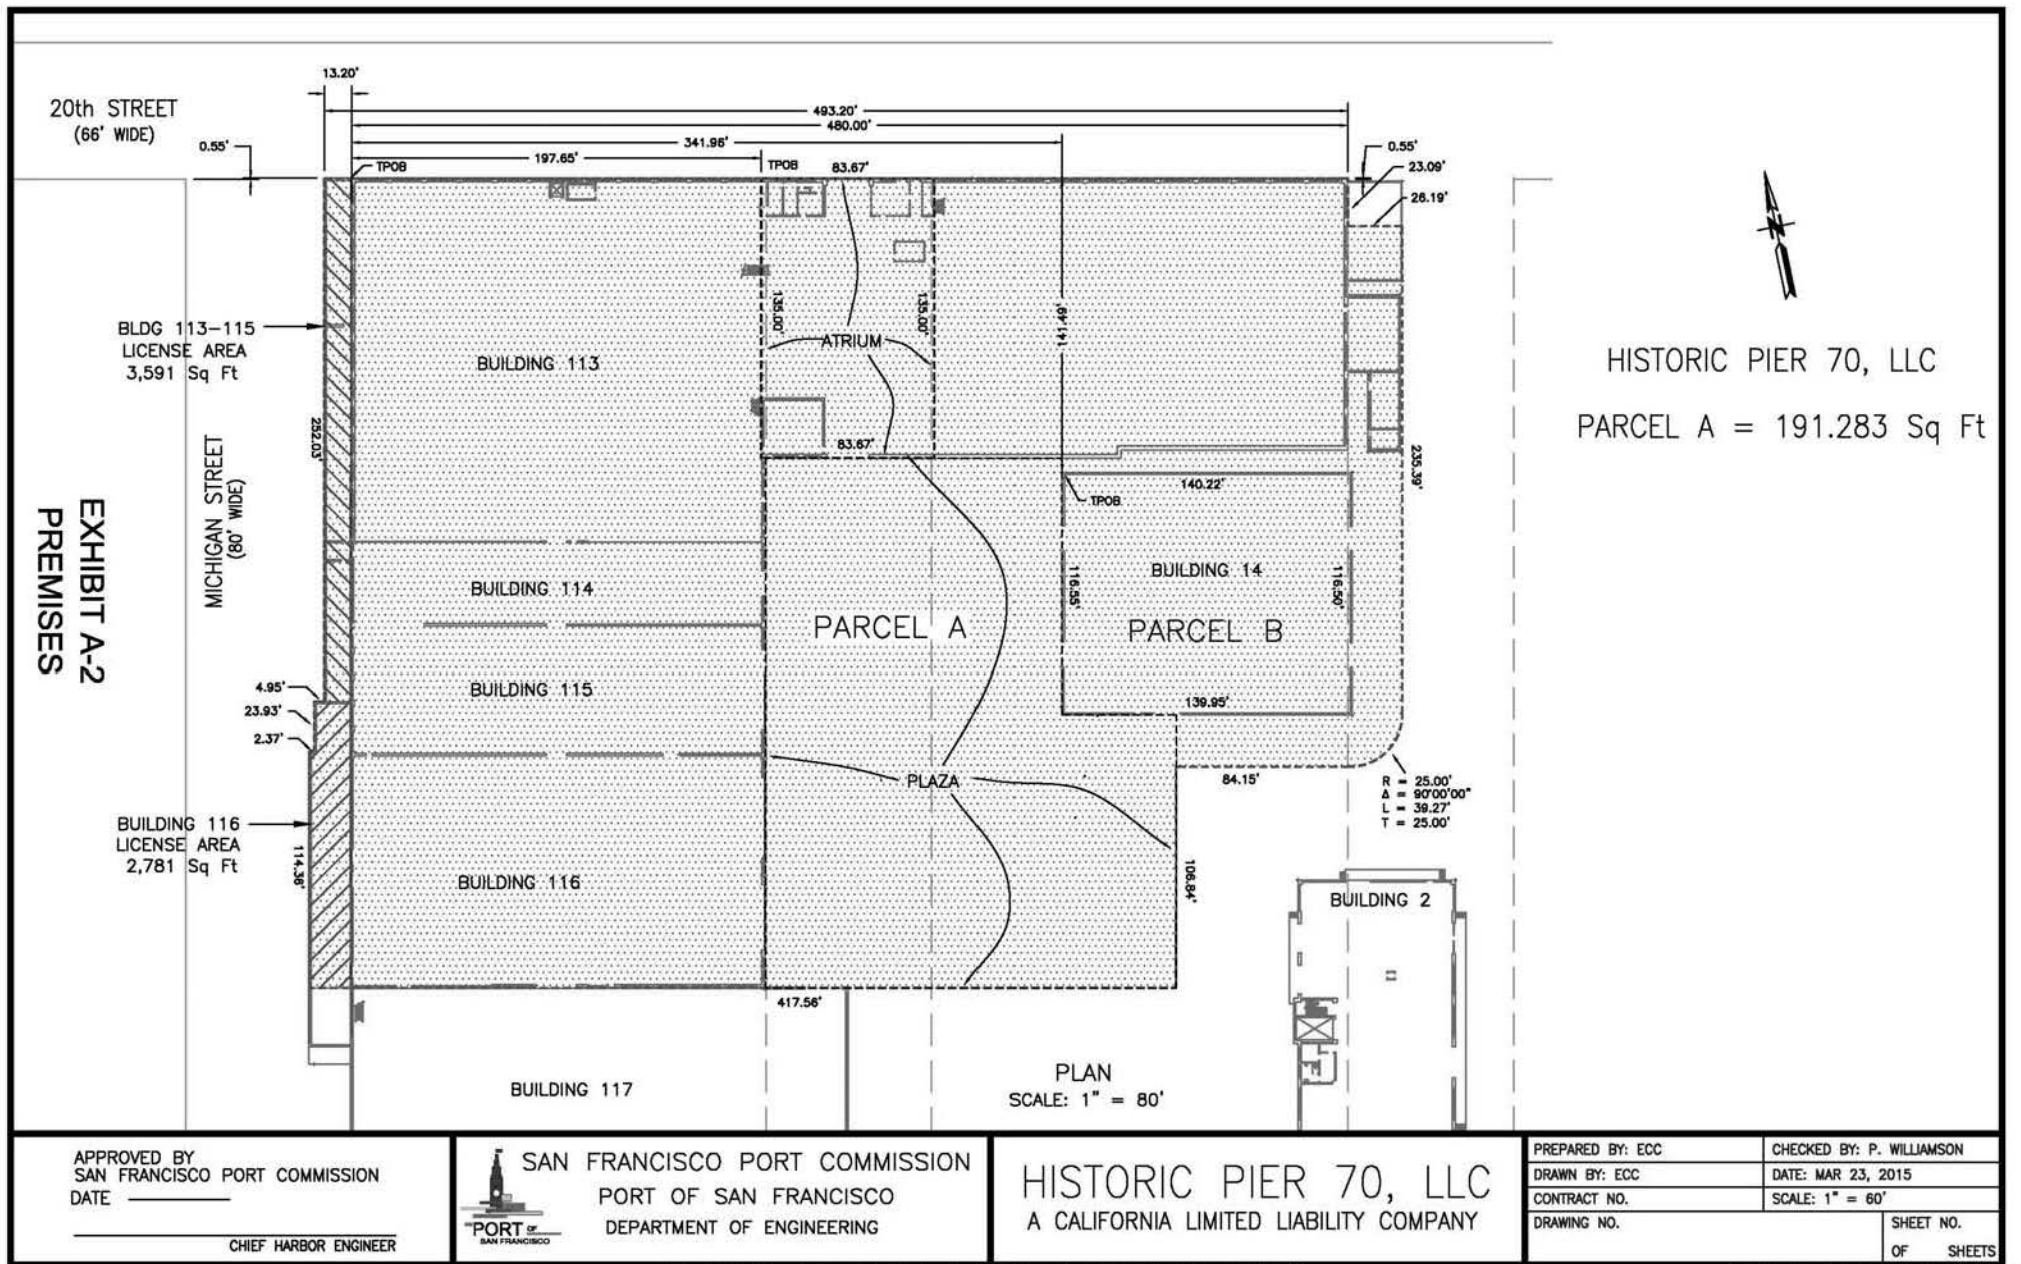 13.20'
20th STREET
(66' WIDE)
493.20'
480.00'
0.55'
341.96'
0.55'
197.65'
TPOB
TPOB
83.67'
23.09'
26.19'
N
BLDG 113-115
LICENSE AREA
3,591 Sq Ft
BUILDING 113
135.00'
135.00'
141.49'
ATRIUM
HISTORIC PIER 70, LLC
PARCEL A = 191.283 Sq Ft
252.03'
83.67'
235.39'
MICHIGAN STREET
(80' WIDE)
EXHIBIT A-2
PREMISES
140.22'
TPOB
BUILDING 114
116.55'
BUILDING 14
116.50'
PARCEL A
PARCEL B
BUILDING 115
4.95'
23.93'
2.37'
139.95'
PLAZA
84.15'
R = 25.00'
Δ = 90°00'00"
L = 39.27'
T = 25.00'
BUILDING 116
LICENSE AREA
2,781 Sq Ft
114.36'
BUILDING 116
106.84'
BUILDING 2
417.56'
BUILDING 117
PLAN
SCALE: 1" = 80'
APPROVED BY
SAN FRANCISCO PORT COMMISSION
DATE
CHIEF HARBOR ENGINEER
PORT OF
SAN FRANCISCO
SAN FRANCISCO PORT COMMISSION
PORT OF SAN FRANCISCO
DEPARTMENT OF ENGINEERING
HISTORIC PIER 70, LLC
A CALIFORNIA LIMITED LIABILITY COMPANY
PREPARED BY: ECC
CHECKED BY: P. WILLIAMSON
DRAWN BY: ECC
DATE: MAR 23, 2015
CONTRACT NO.
SCALE: 1" = 60'
DRAWING NO.
SHEET NO.
OF SHEETS